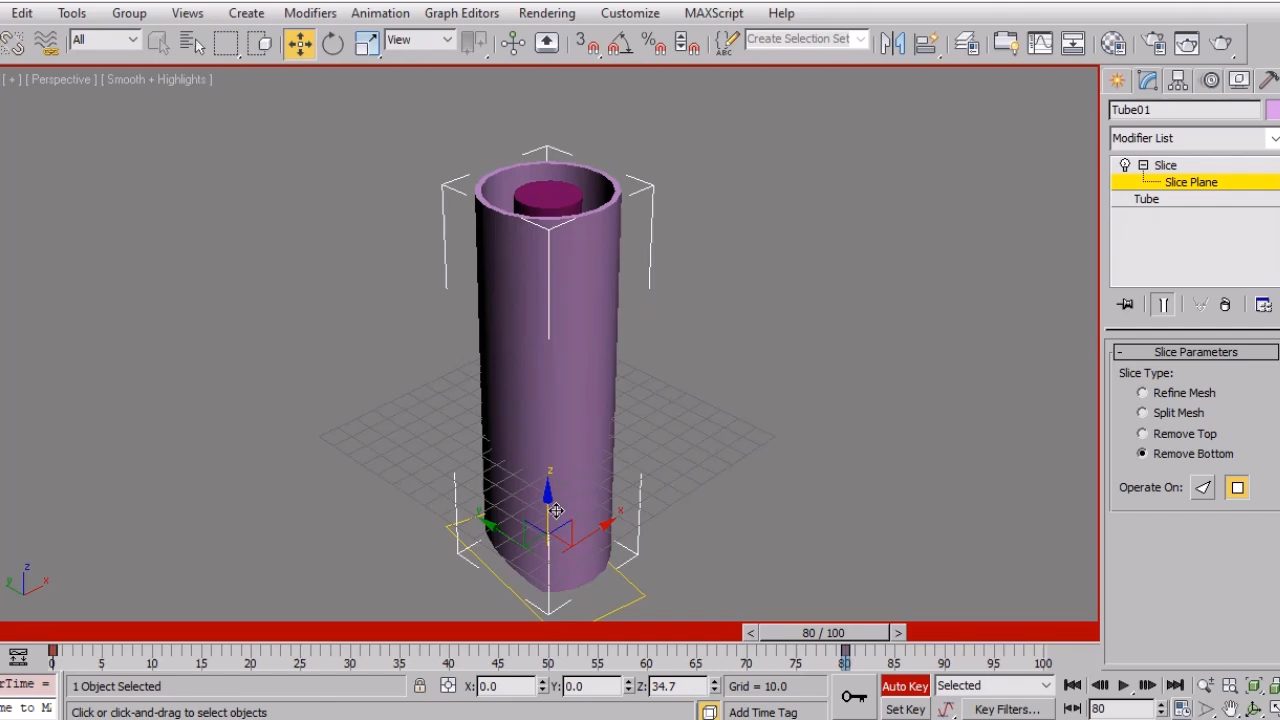 Edit Tools Group Views Create Modifiers Animation Graph Editors Rendering Customize MAXScript Help
All View 3 % ABC Create Selection Set
[ + ] [ Perspective ] [ Smooth + Highlights ]
Tube01
Modifier List
Slice
Slice Plane
Tube
- Slice Parameters
Slice Type:
Refine Mesh
Split Mesh
Remove Top
Remove Bottom
Operate On:
z
y x
z
y x
< 80 / 100 >
0 5 10 15 20 25 30 35 40 45 50 55 60 65 70 75 80 85 90 95 100
rTime = 1 Object Selected X: 0.0 Y: 0.0 Z: 34.7 Grid = 10.0 Auto Key Selected
me to M Click or click-and-drag to select objects Add Time Tag Set Key Key Filters... 80